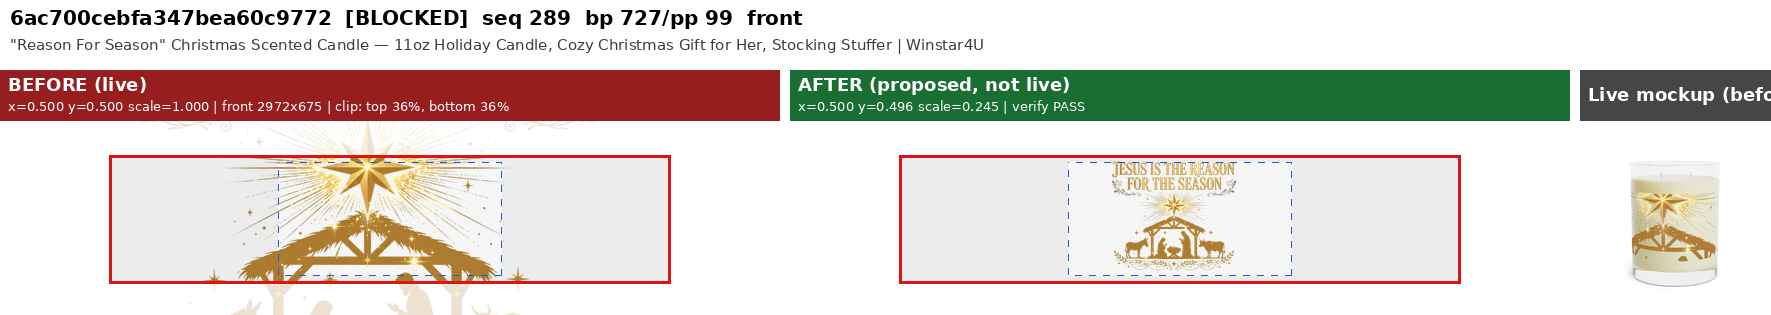 6ac700cebfa347bea60c9772 [BLOCKED] seq 289 bp 727/pp 99 front
"Reason For Season" Christmas Scented Candle — 11oz Holiday Candle, Cozy Christmas Gift for Her, Stocking Stuffer | Winstar4U
BEFORE (live)
x=0.500 y=0.500 scale=1.000 | front 2972x675 | clip: top 36%, bottom 36%
AFTER (proposed, not live)
x=0.500 y=0.496 scale=0.245 | verify PASS
Live mockup (befo
JESUS IS THE REASON
FOR THE SEASON